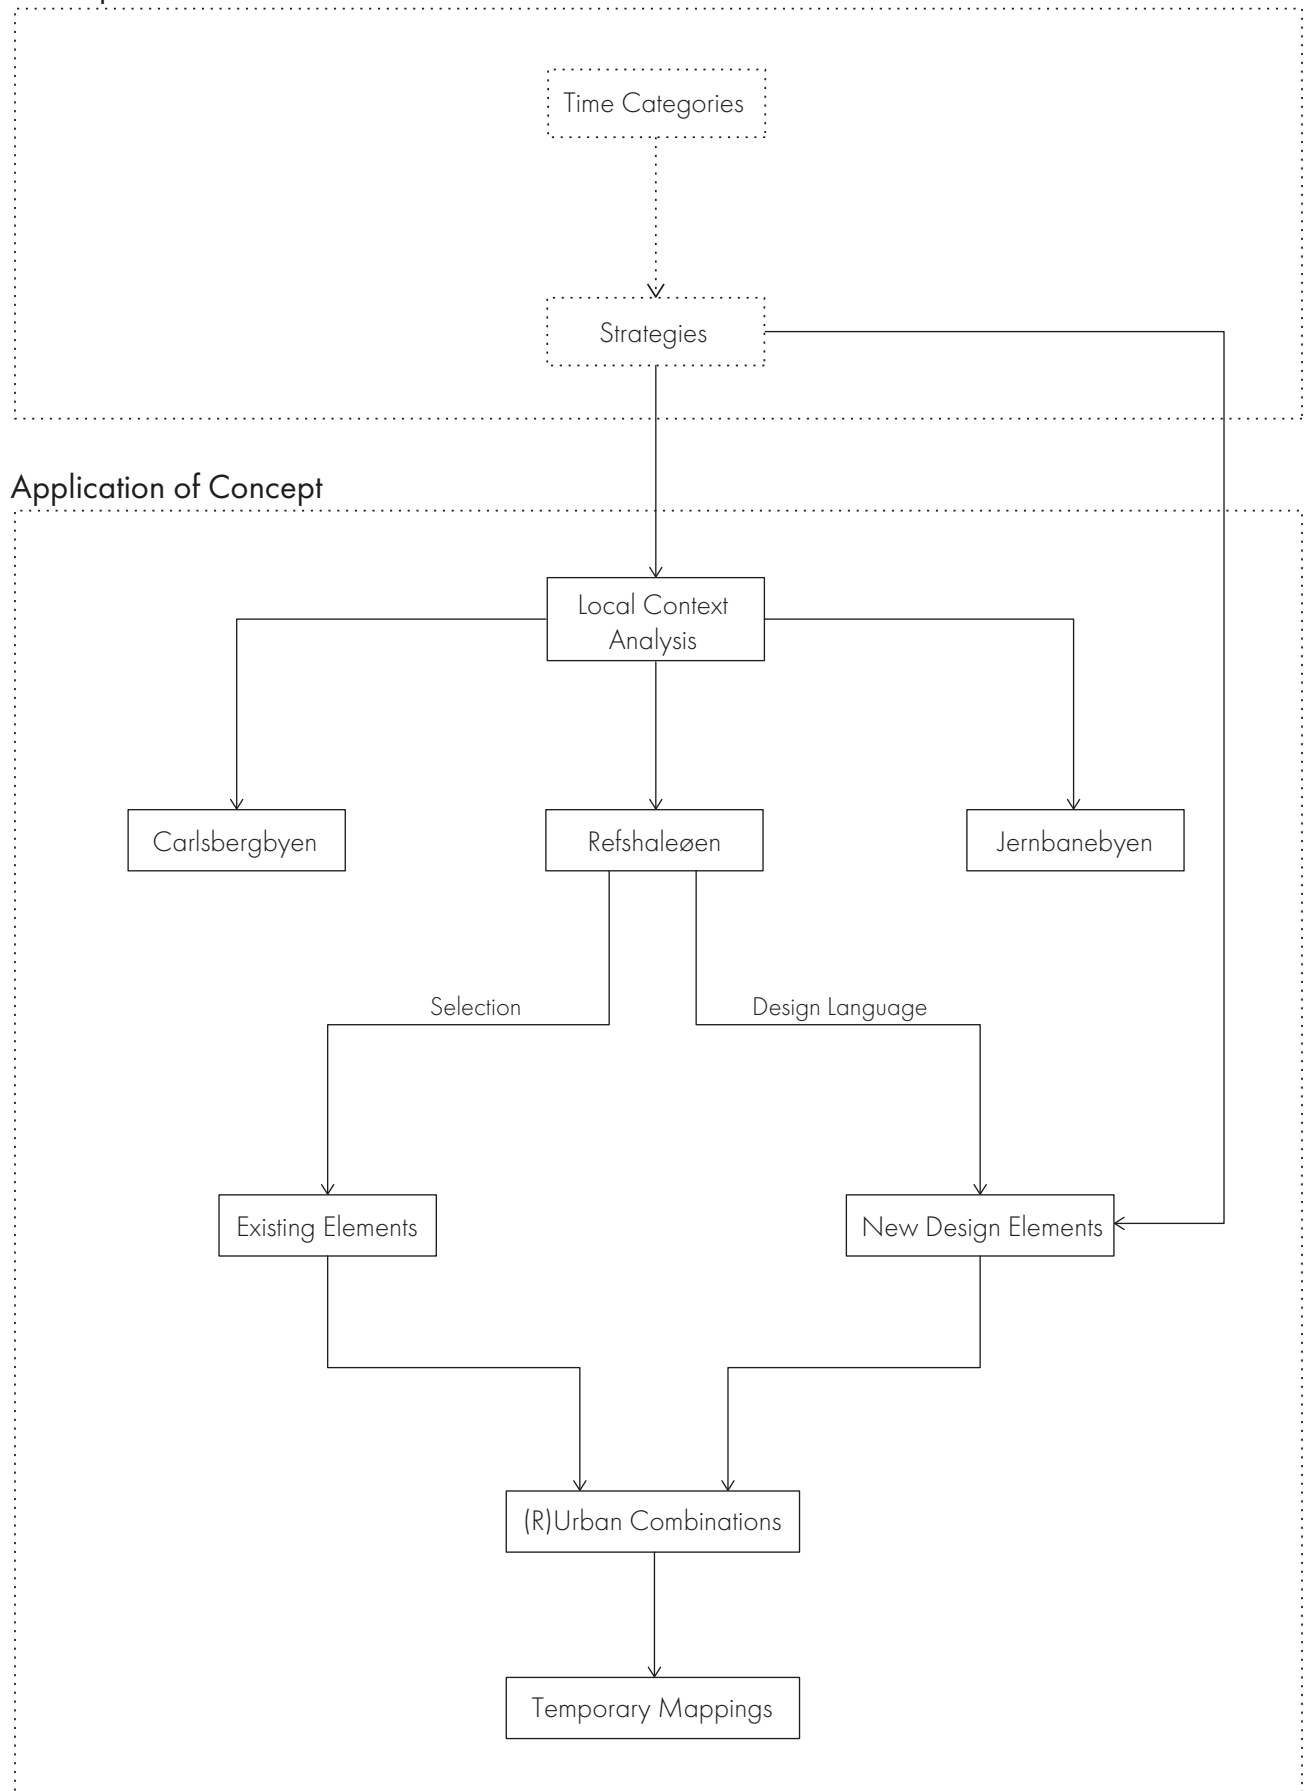 Time Categories
Strategies
Application of Concept
Local Context
Analysis
Carlsbergbyen
Refshaleøen
Jernbanebyen
Selection
Design Language
Existing Elements
New Design Elements
(R)Urban Combinations
Temporary Mappings